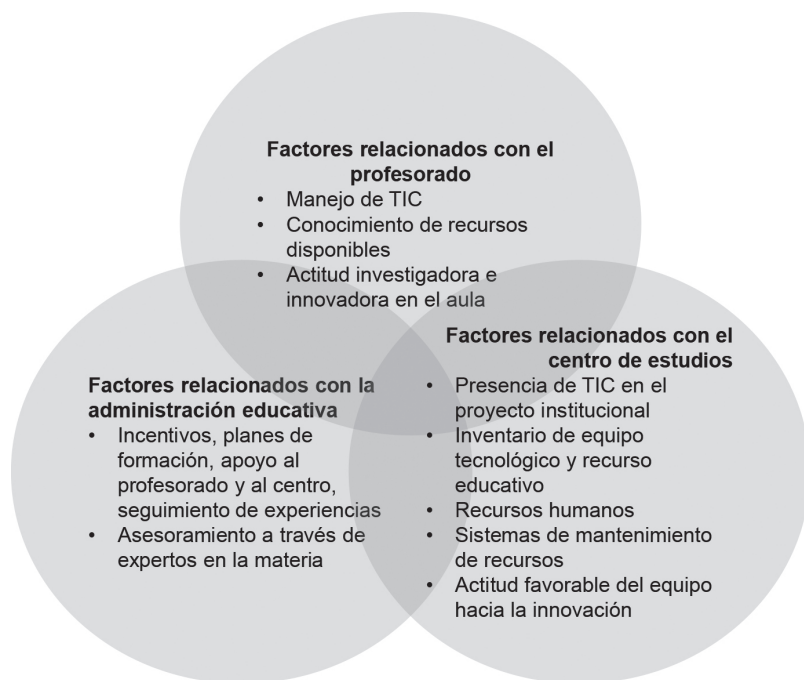 Factores relacionados con el
profesorado
• Manejo de TIC
• Conocimiento de recursos
disponibles
• Actitud investigadora e
innovadora en el aula
Factores relacionados con la
administración educativa
• Incentivos, planes de
formación, apoyo al
profesorado y al centro,
seguimiento de experiencias
• Asesoramiento a través de
expertos en la materia
Factores relacionados con el
centro de estudios
• Presencia de TIC en el
proyecto institucional
• Inventario de equipo
tecnológico y recurso
educativo
• Recursos humanos
• Sistemas de mantenimiento
de recursos
• Actitud favorable del equipo
hacia la innovación